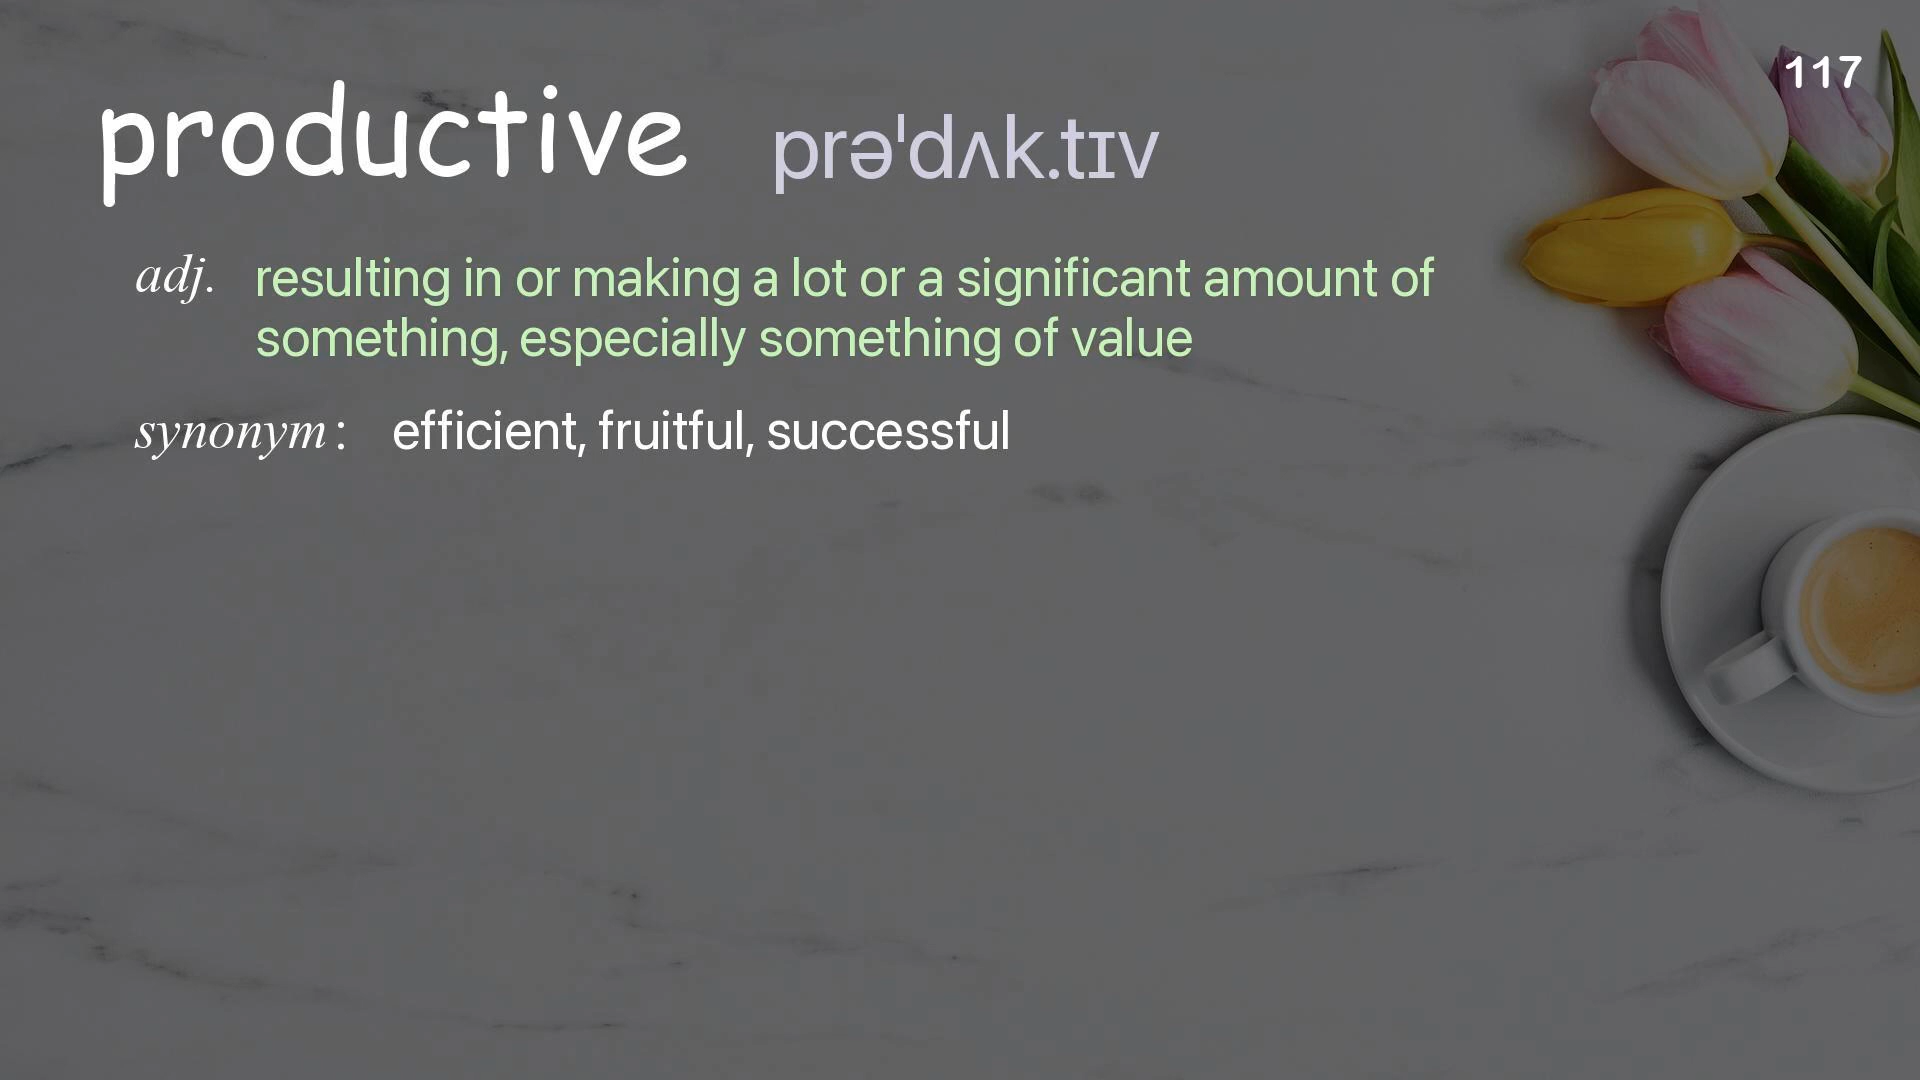 117
productive prəˈdʌk.tɪv
adj. resulting in or making a lot or a significant amount of
something, especially something of value
synonym: efficient, fruitful, successful